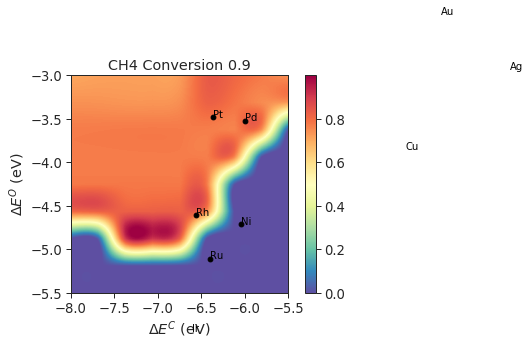 Au
CH4 Conversion 0.9
Ag
−3.0
−3.5
−4.0
−4.5
−5.0
−5.5
ΔE^O (eV)
Pt
Pd
Cu
Rh
Ni
Ru
0.8
0.6
0.4
0.2
0.0
−8.0 −7.5 −7.0 −6.5 −6.0 −5.5
ΔE^C (eV)